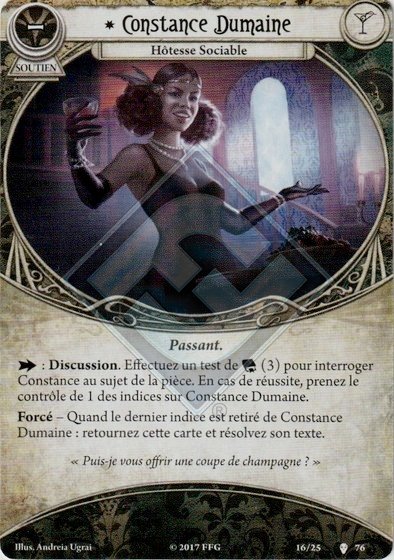 Constance Dumaine
Hôtesse Sociable
SOUTIEN
Passant.
: Discussion. Effectuez un test de (3) pour interroger
Constance au sujet de la pièce. En cas de réussite, prenez le
contrôle de 1 des indices sur Constance Dumaine.
Forcé – Quand le dernier indice est retiré de Constance
Dumaine : retournez cette carte et résolvez son texte.
« Puis-je vous offrir une coupe de champagne ? »
Illus. Andreia Ugrai © 2017 FFG 16/25 76